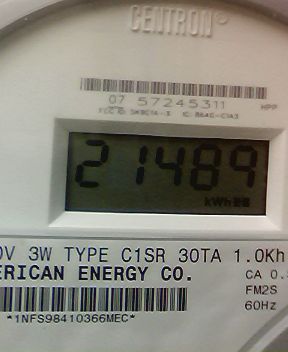 CENTRON®
07 57245311 HPP
21489
kWh
0V 3W TYPE C1SR 30TA 1.0Kh
ERICAN ENERGY CO. CA 0.
FM2S
60Hz
*1NFS98410366MEC*